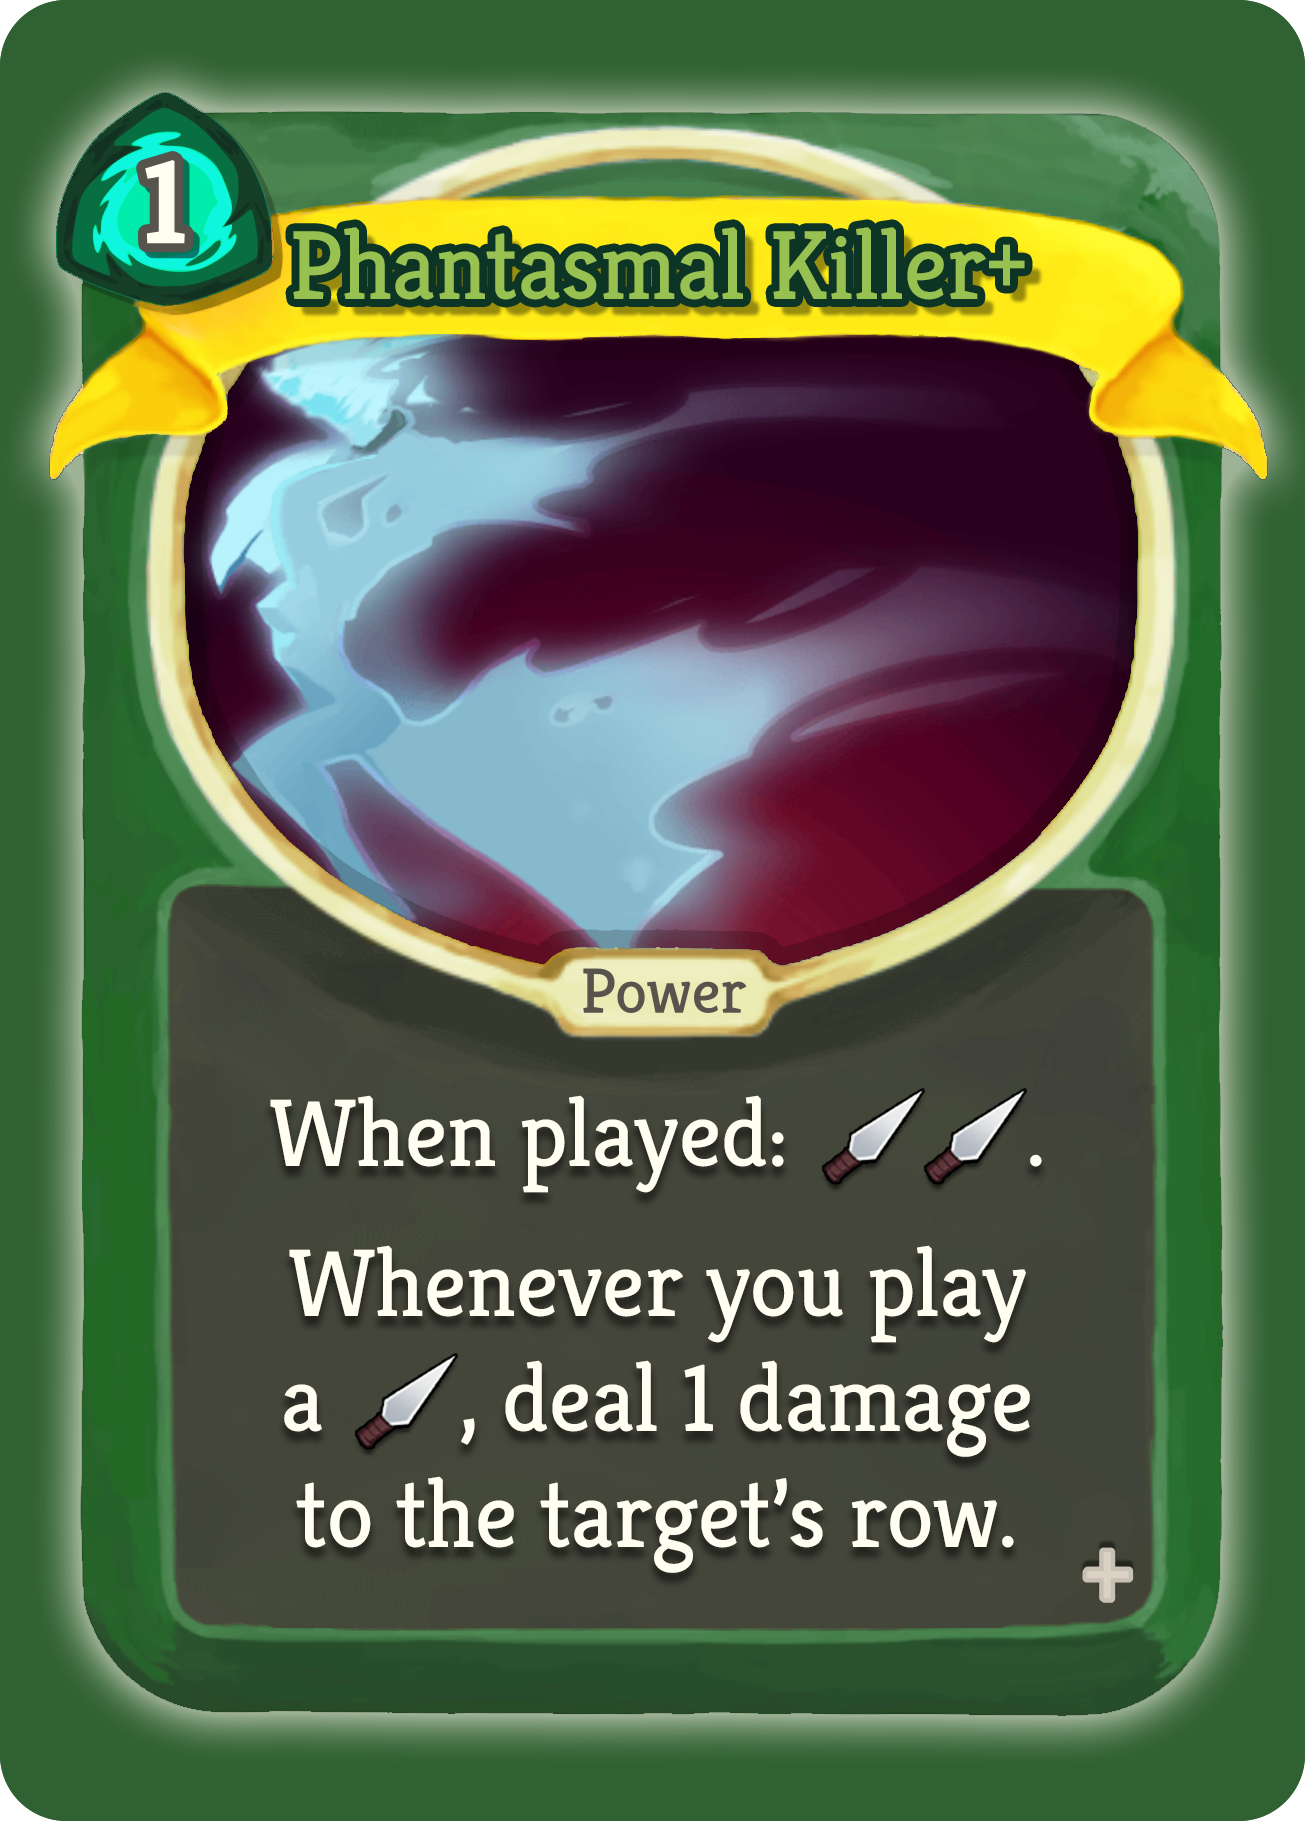 1
Phantasmal Killer+
Power
When played: .
Whenever you play
a , deal 1 damage
to the target’s row.